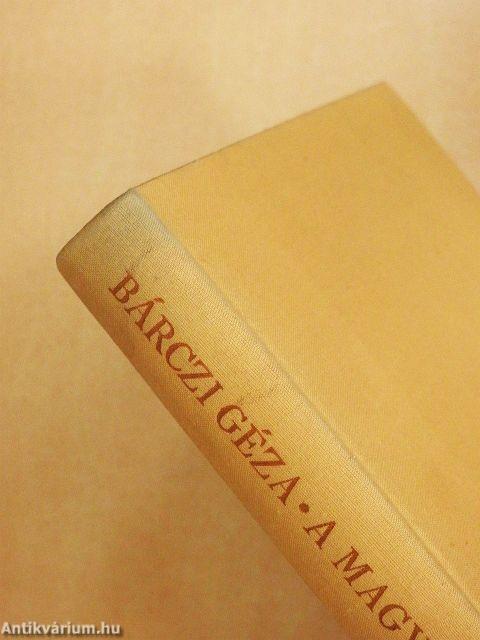 BÁRCZI GÉZA • A MAGY
Antikvárium.hu